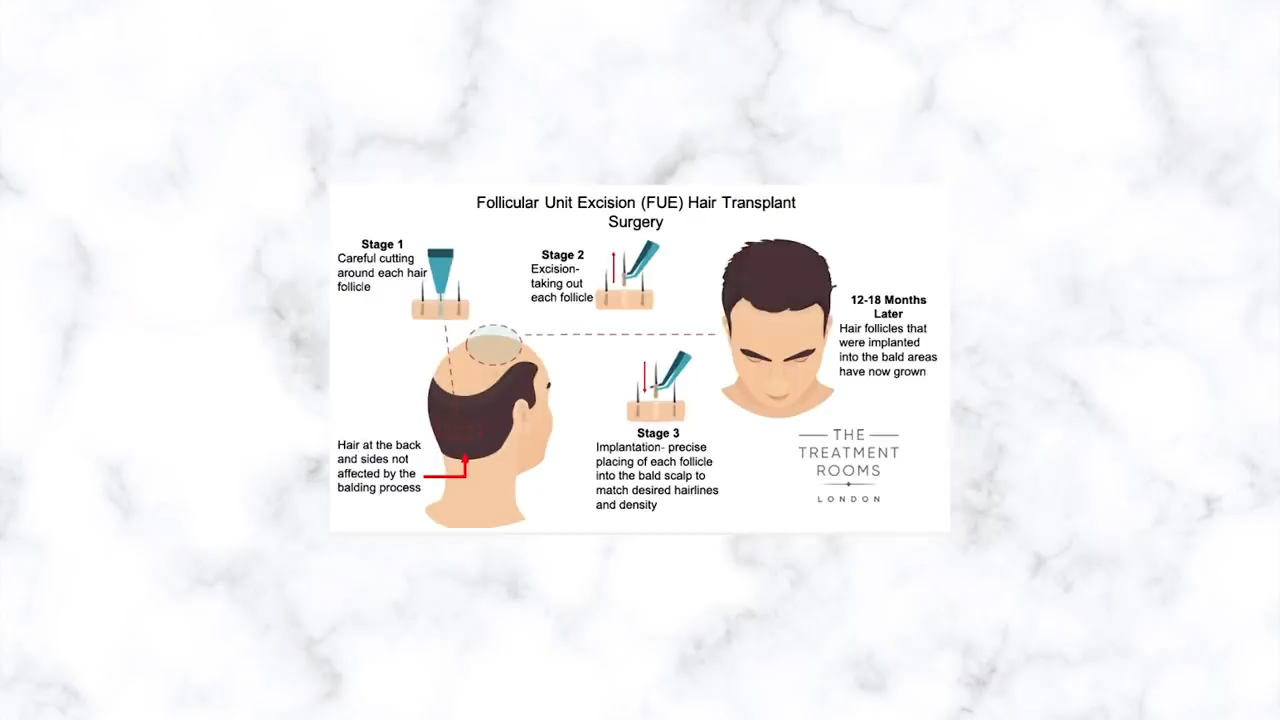 Follicular Unit Excision (FUE) Hair Transplant
Surgery
Stage 1
Careful cutting
around each hair
follicle
Stage 2
Excision-
taking out
each follicle
12-18 Months
Later
Hair follicles that
were implanted
into the bald areas
have now grown
Hair at the back
and sides not
affected by the
balding process
Stage 3
Implantation- precise
placing of each follicle
into the bald scalp to
match desired hairlines
and density
THE
TREATMENT
ROOMS
LONDON